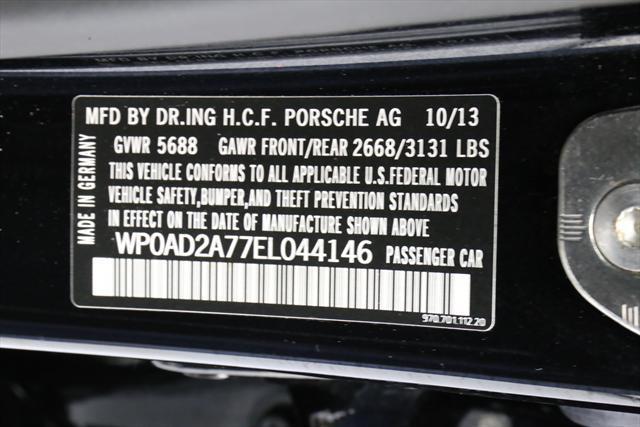 MFD BY DR.ING H.C.F. PORSCHE AG 10/13
GVWR 5688 GAWR FRONT/REAR 2668/3131 LBS
THIS VEHICLE CONFORMS TO ALL APPLICABLE U.S.FEDERAL MOTOR
VEHICLE SAFETY,BUMPER,AND THEFT PREVENTION STANDARDS
IN EFFECT ON THE DATE OF MANUFACTURE SHOWN ABOVE
WP0AD2A77EL044146 PASSENGER CAR
970.701.112.20
MADE IN GERMANY